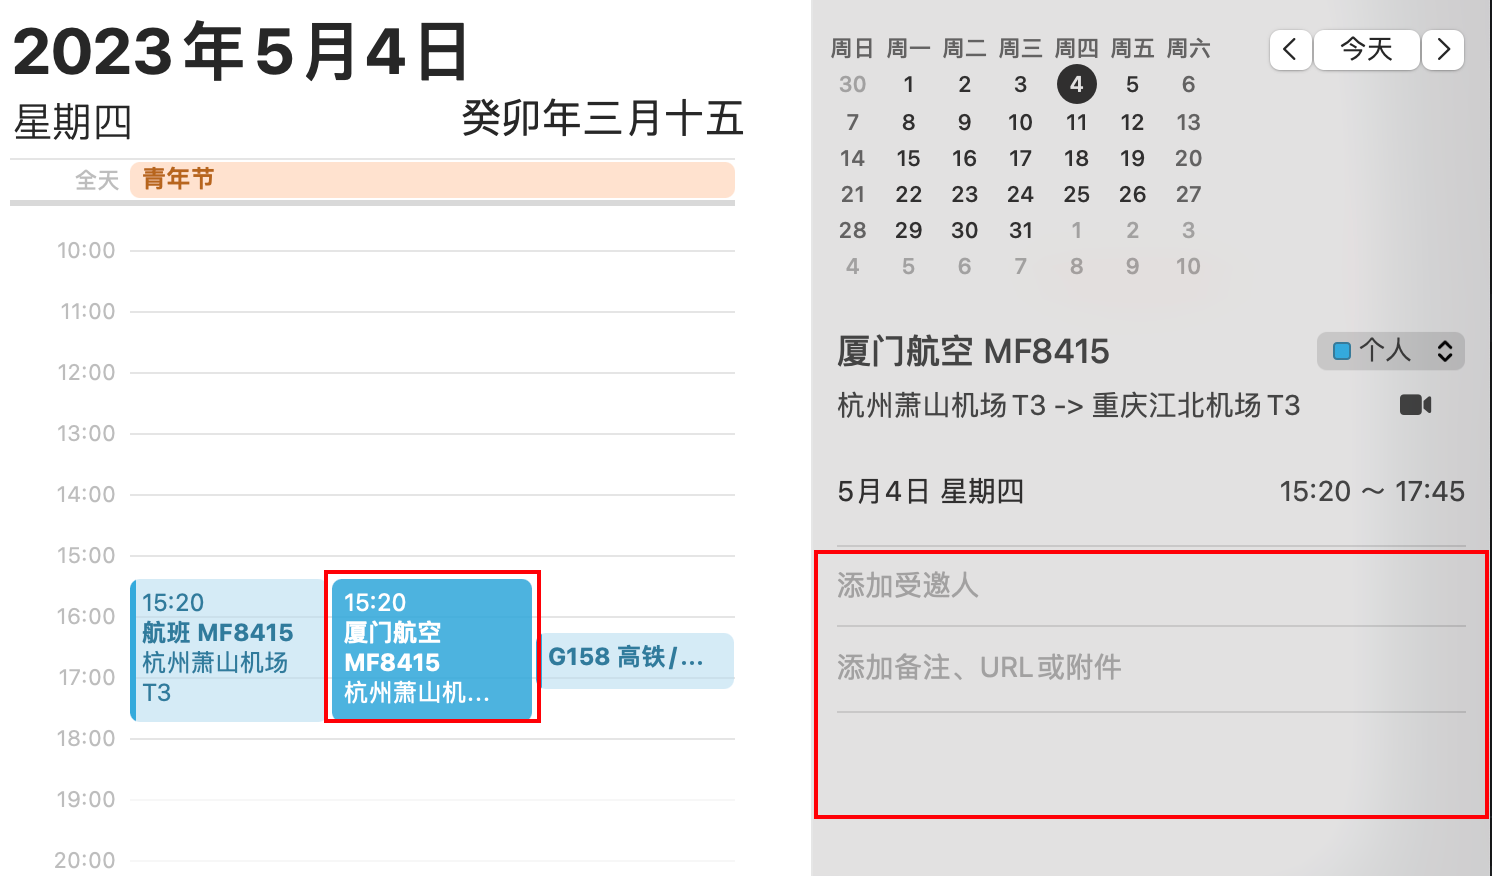 2023年5月4日
星期四
癸卯年三月十五
全天
青年节
10:00
11:00
12:00
13:00
14:00
15:00
16:00
17:00
18:00
19:00
20:00
15:20
航班 MF8415
杭州萧山机场
T3
15:20
厦门航空
MF8415
杭州萧山机...
G158 高铁/...
周日 周一 周二 周三 周四 周五 周六
30 1 2 3 4 5 6
7 8 9 10 11 12 13
14 15 16 17 18 19 20
21 22 23 24 25 26 27
28 29 30 31 1 2 3
4 5 6 7 8 9 10
今天
厦门航空 MF8415
个人
杭州萧山机场T3 -> 重庆江北机场T3
5月4日 星期四
15:20 ～ 17:45
添加受邀人
添加备注、URL或附件